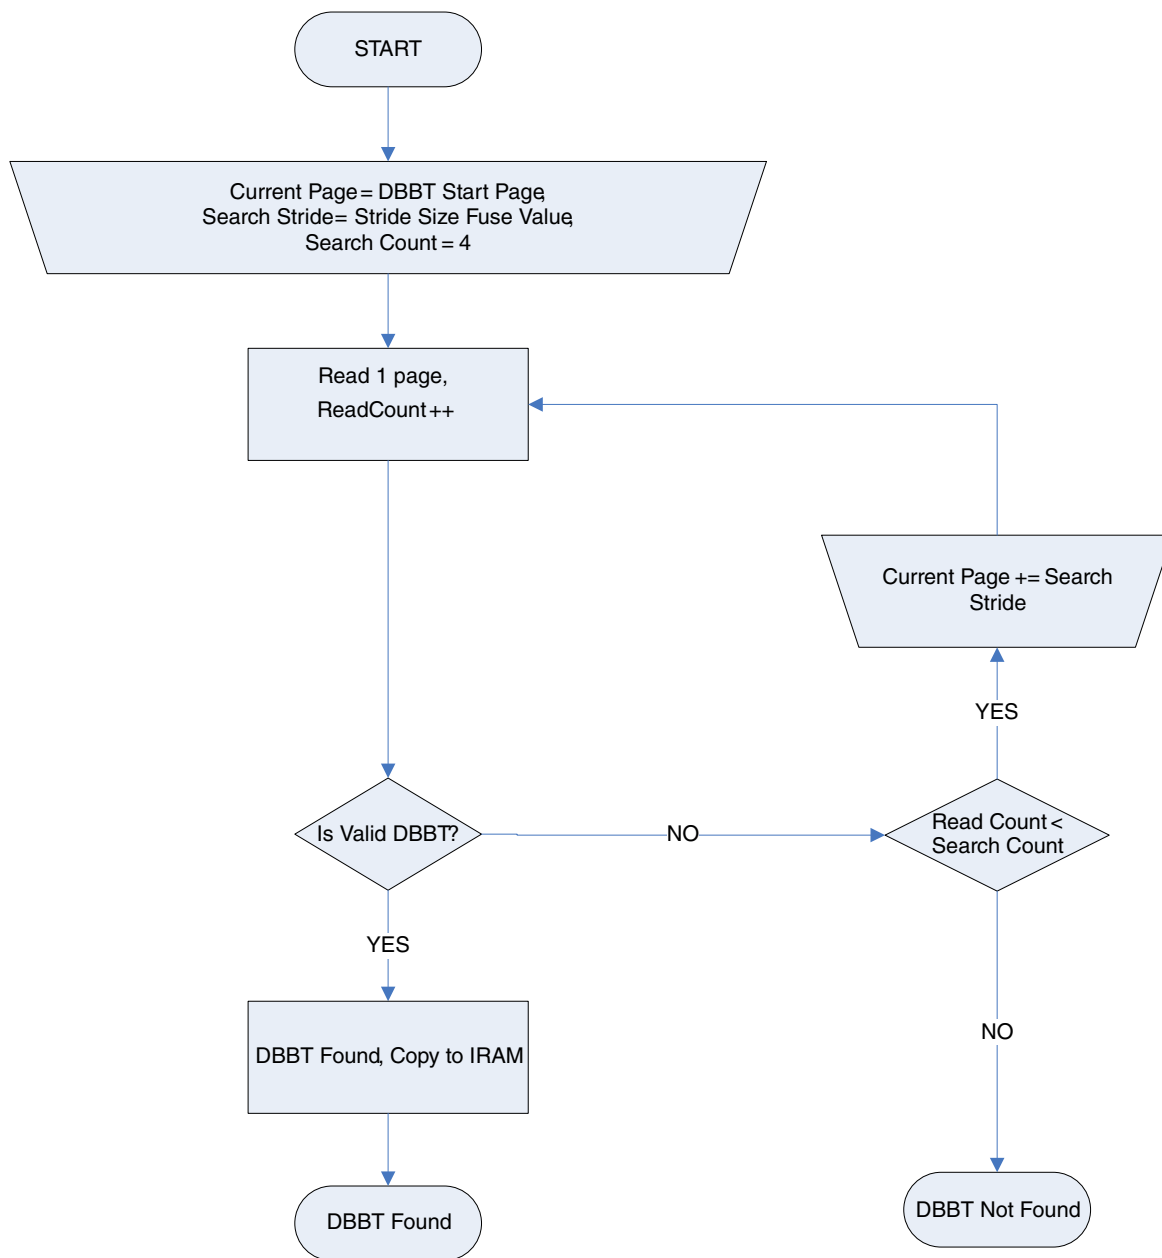 START
Current Page= DBBT Start Page,
Search Stride= Stride Size Fuse Value,
Search Count = 4
Read 1 page,
ReadCount++
Current Page += Search
Stride
YES
Is Valid DBBT?
NO
Read Count <
Search Count
YES
DBBT Found, Copy to IRAM
NO
DBBT Found
DBBT Not Found